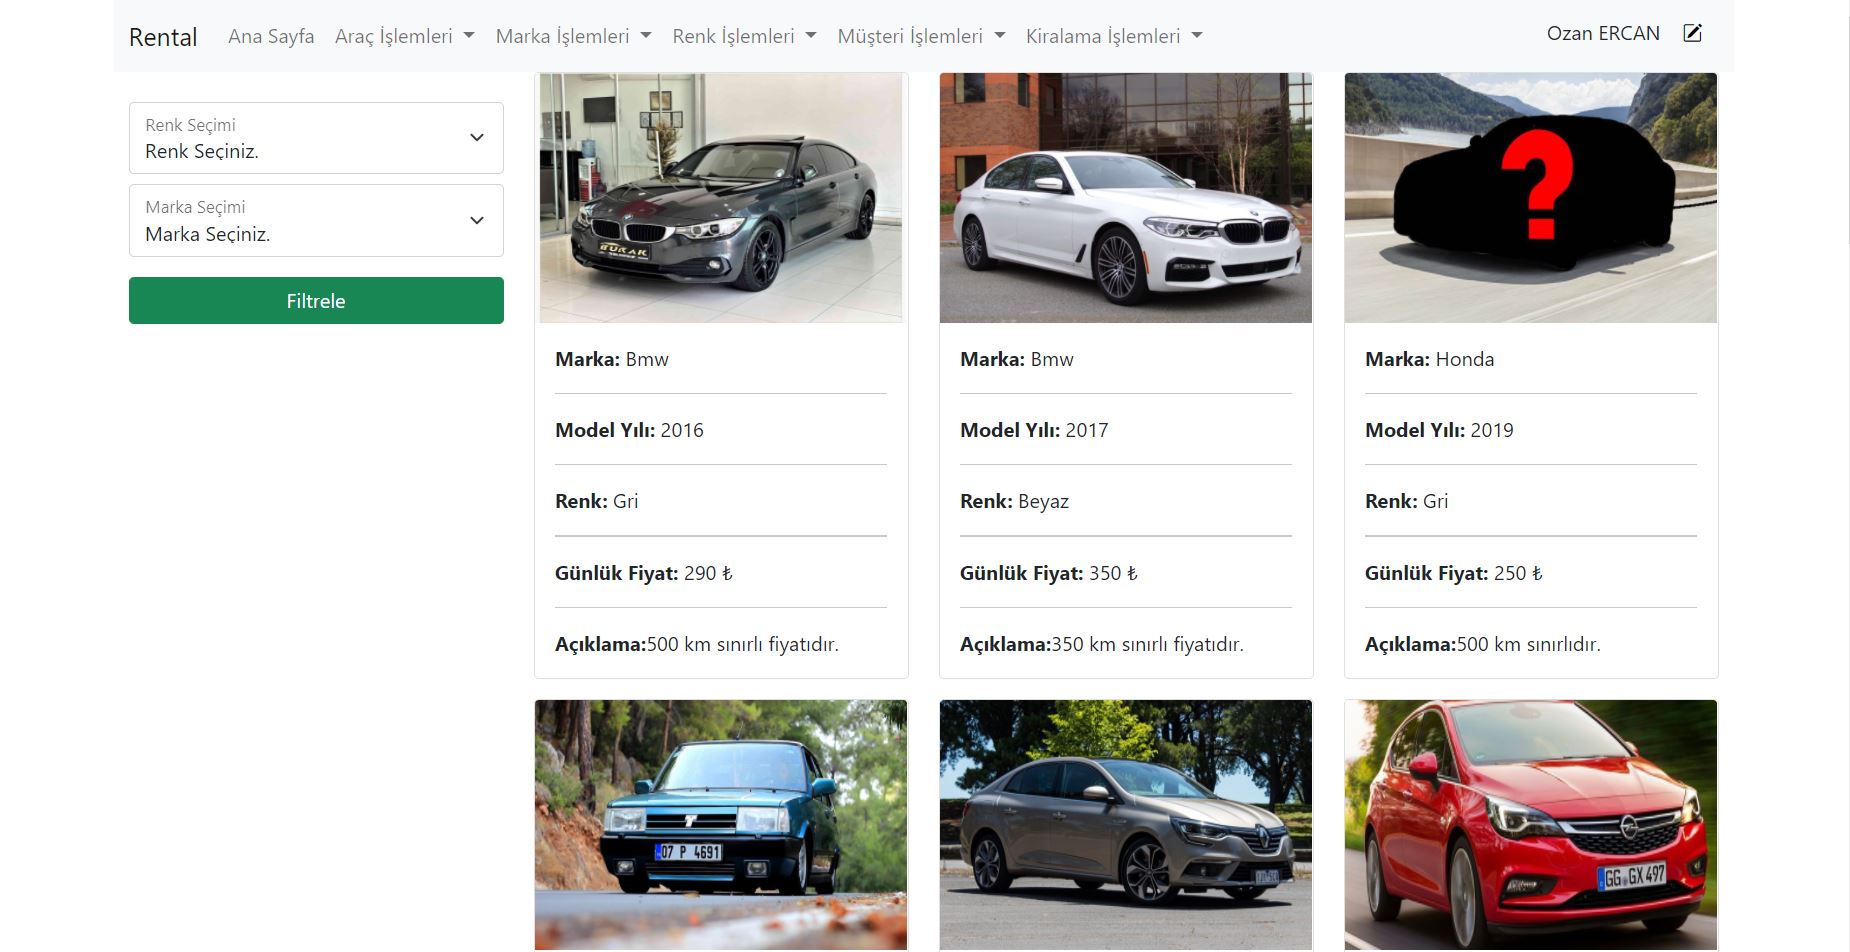 Rental
Ana Sayfa
Araç İşlemleri
Marka İşlemleri
Renk İşlemleri
Müşteri İşlemleri
Kiralama İşlemleri
Ozan ERCAN
Renk Seçimi
Renk Seçiniz.
Marka Seçimi
Marka Seçiniz.
Filtrele
BURAK
Marka: Bmw
Model Yılı: 2016
Renk: Gri
Günlük Fiyat: 290 ₺
Açıklama:500 km sınırlı fiyatıdır.
Marka: Bmw
Model Yılı: 2017
Renk: Beyaz
Günlük Fiyat: 350 ₺
Açıklama:350 km sınırlı fiyatıdır.
?
Marka: Honda
Model Yılı: 2019
Renk: Gri
Günlük Fiyat: 250 ₺
Açıklama:500 km sınırlıdır.
07 P 4691
GG GX 497